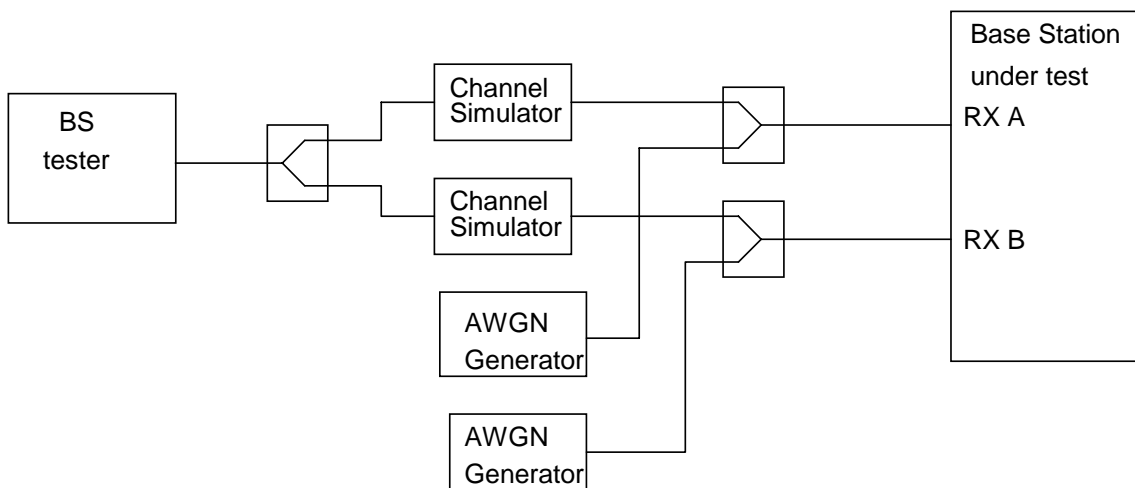 BS
tester
Channel
Simulator
Channel
Simulator
AWGN
Generator
AWGN
Generator
Base Station
under test
RX A
RX B